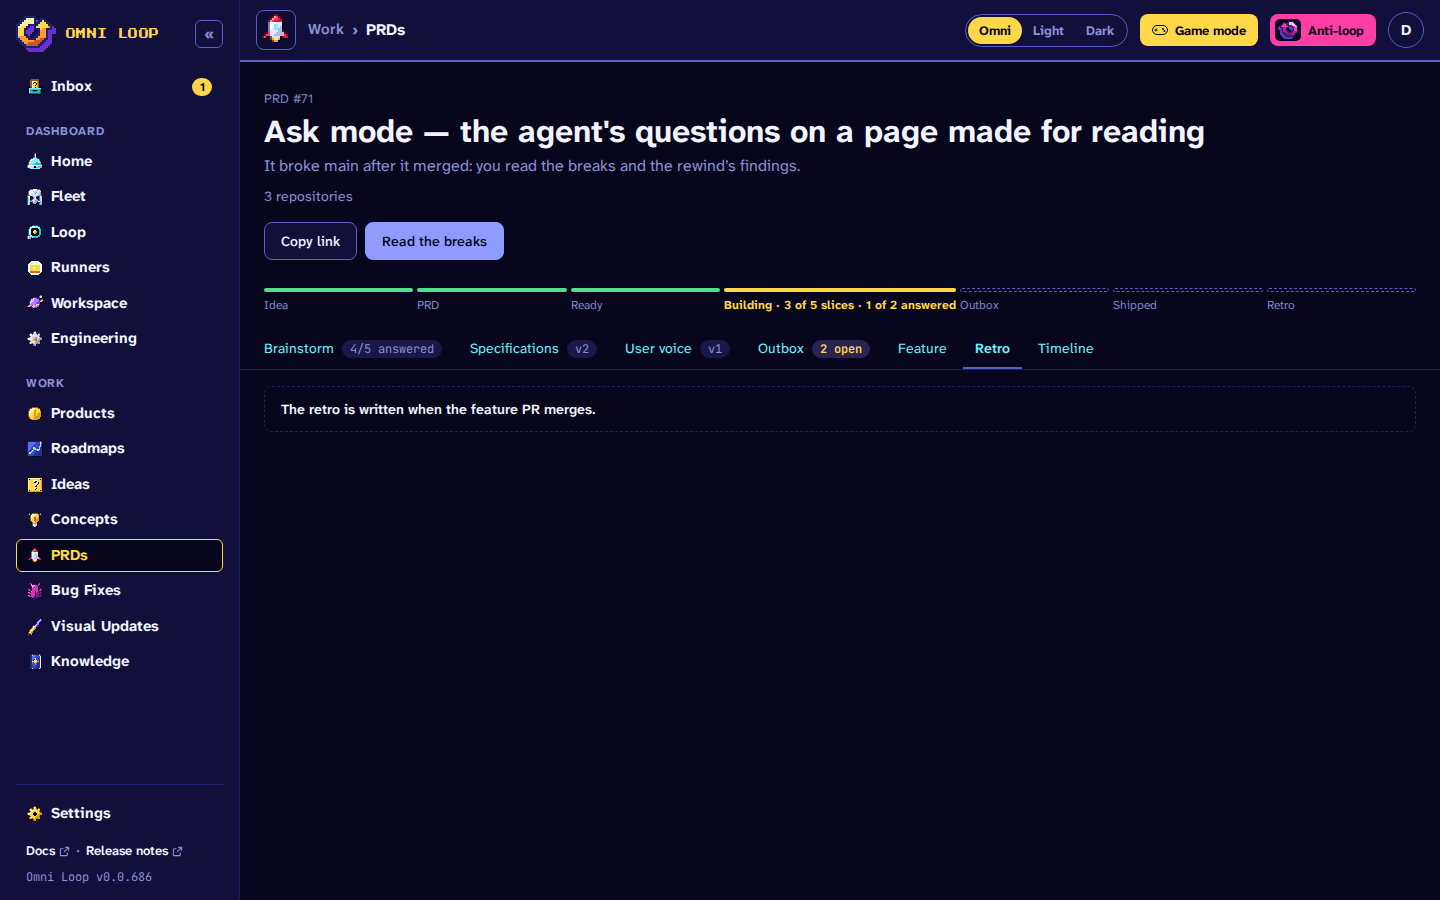 OMNI LOOP
«
Inbox
1
DASHBOARD
Home
Fleet
Loop
Runners
Workspace
Engineering
WORK
Products
Roadmaps
Ideas
Concepts
PRDs
Bug Fixes
Visual Updates
Knowledge
Settings
Docs · Release notes
Omni Loop v0.0.686
Work › PRDs
Omni Light Dark
Game mode
Anti-loop
D
PRD #71
Ask mode — the agent's questions on a page made for reading
It broke main after it merged: you read the breaks and the rewind's findings.
3 repositories
Copy link
Read the breaks
Idea PRD Ready Building · 3 of 5 slices · 1 of 2 answered Outbox Shipped Retro
Brainstorm 4/5 answered Specifications v2 User voice v1 Outbox 2 open Feature Retro Timeline
The retro is written when the feature PR merges.